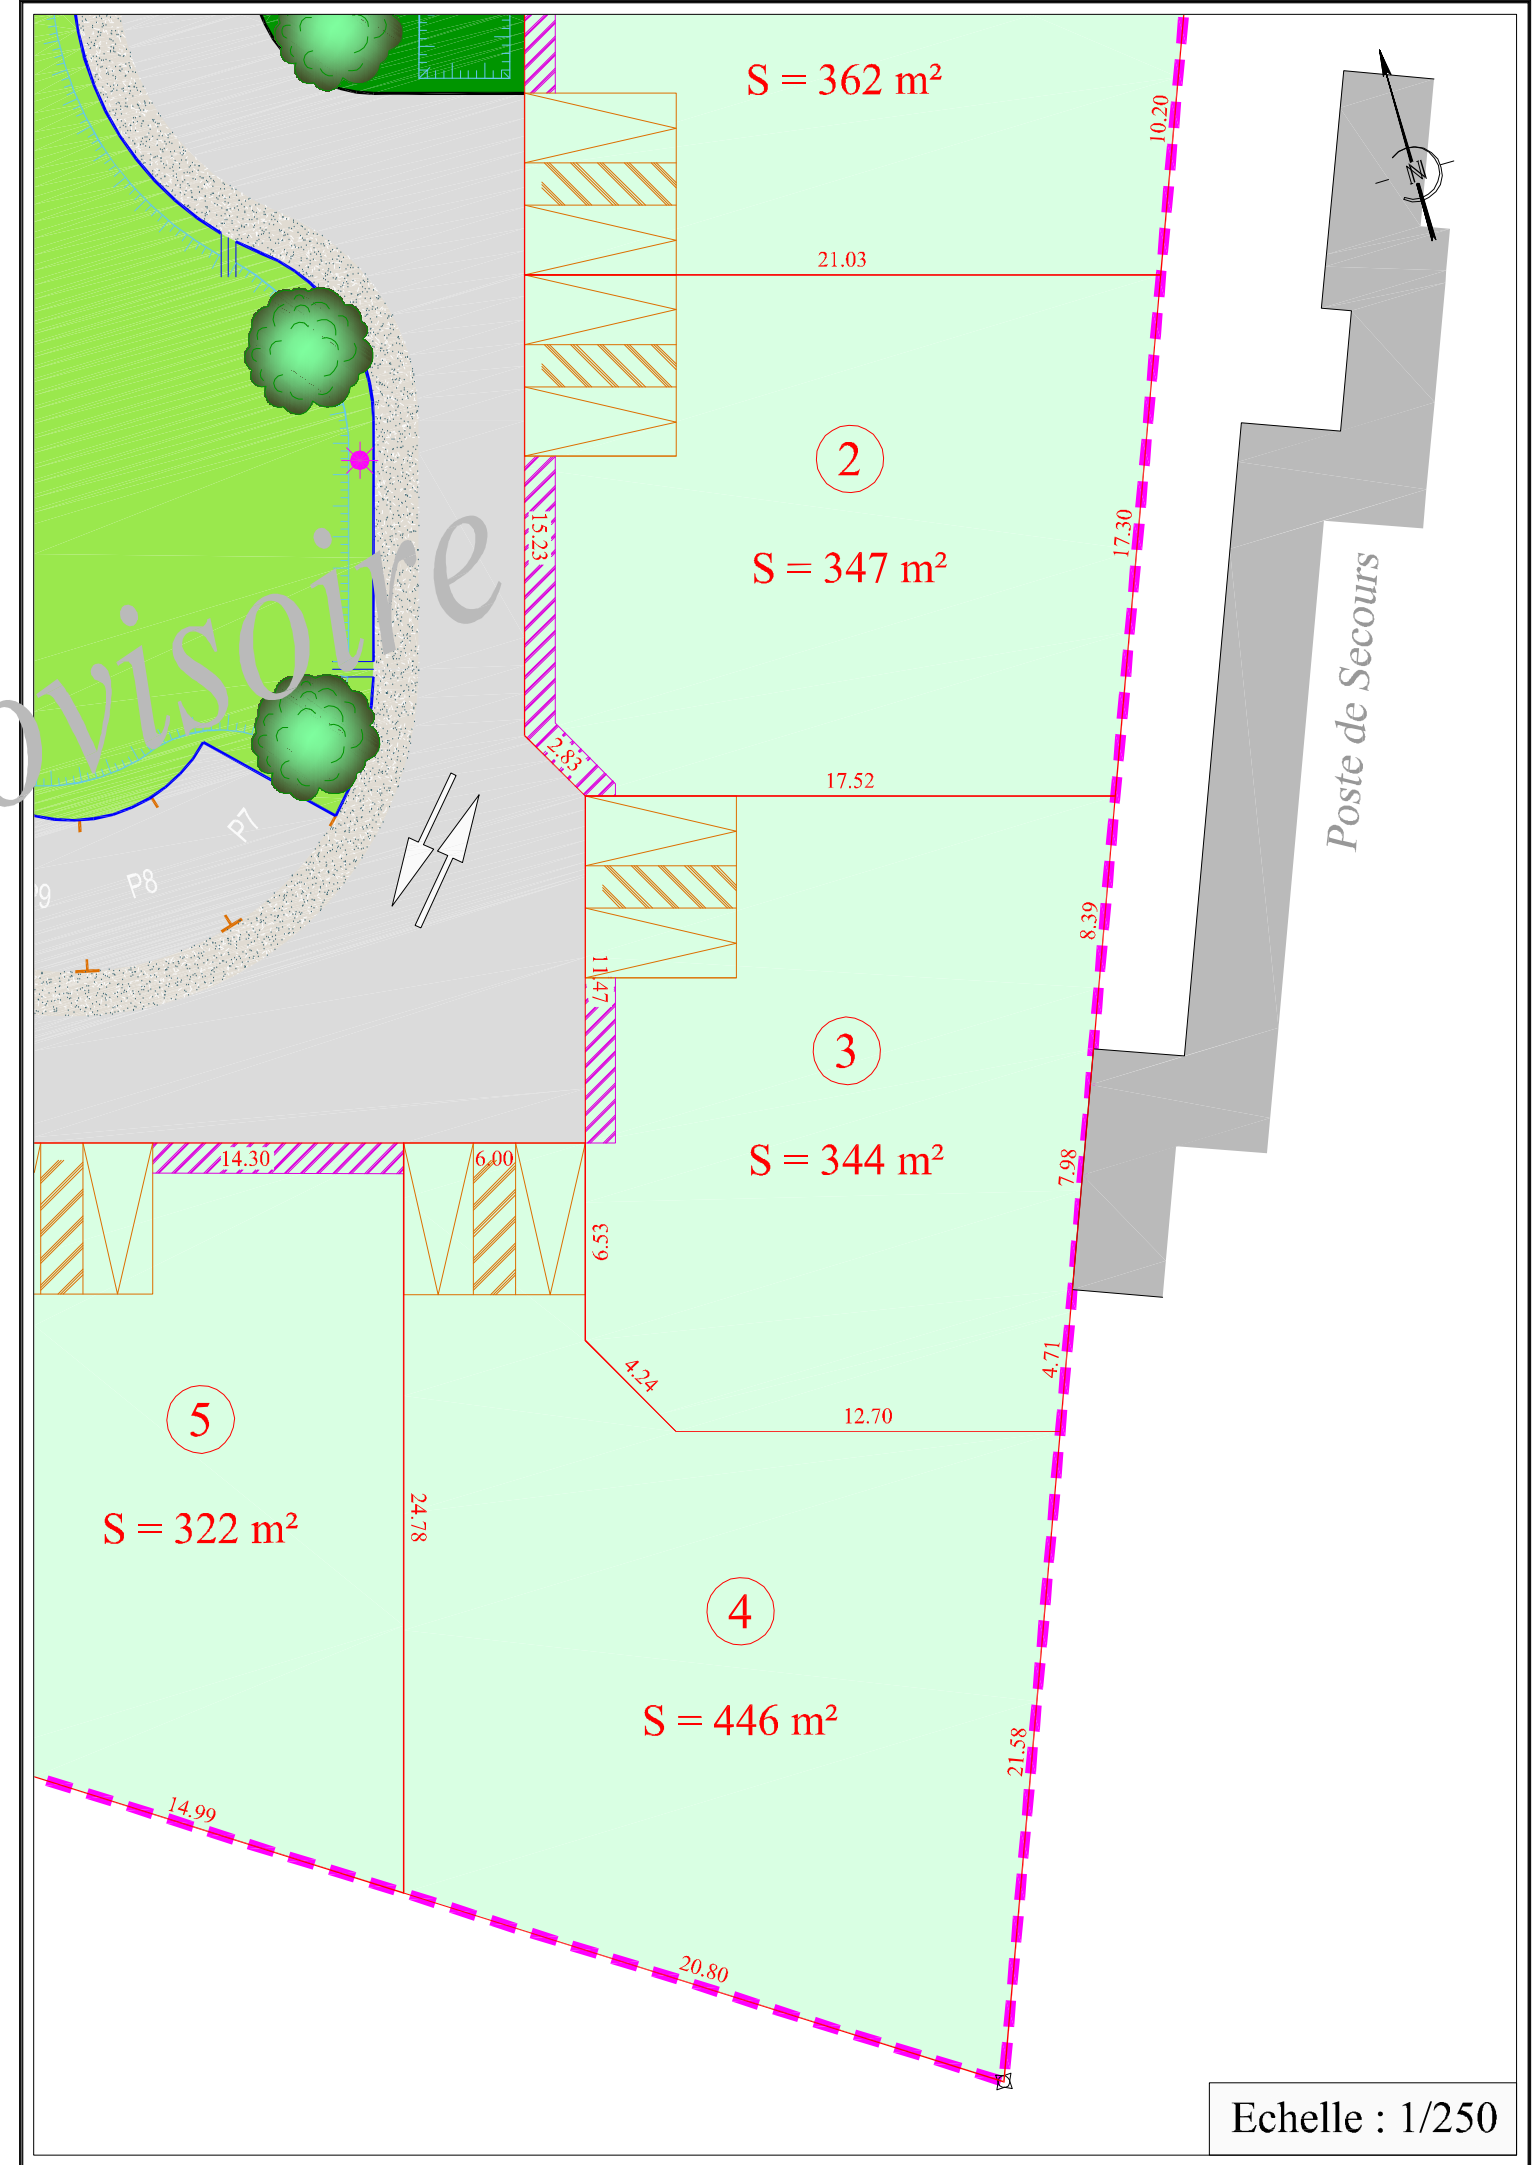 S = 362 m²
10.20
N
21.03
2
15.23
17.30
S = 347 m²
ovisoire
Poste de Secours
2.83
17.52
P7
P8
P9
8.39
11.47
3
14.30
6.00
S = 344 m²
7.98
6.53
4.71
4.24
12.70
5
24.78
S = 322 m²
4
S = 446 m²
21.58
14.99
20.80
Echelle : 1/250